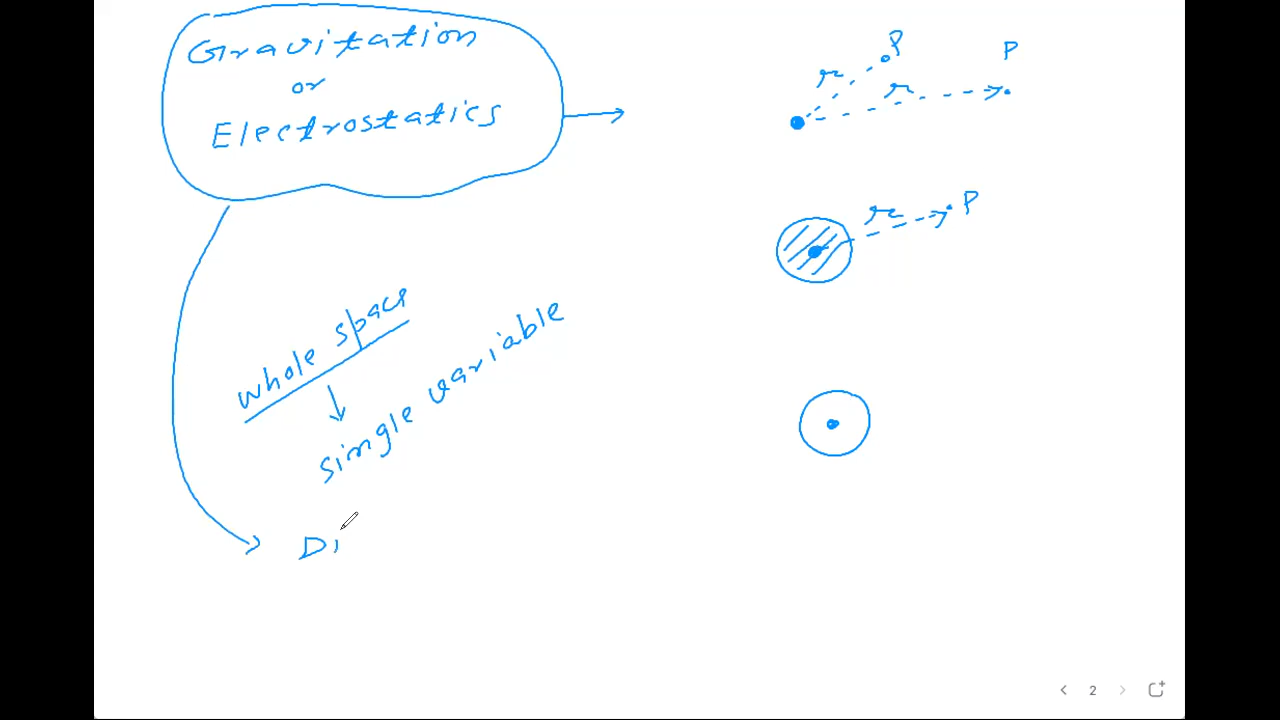 Gravitation
or
Electrostatics
P
P
r
r
r
P
whole space
single variable
Di
2